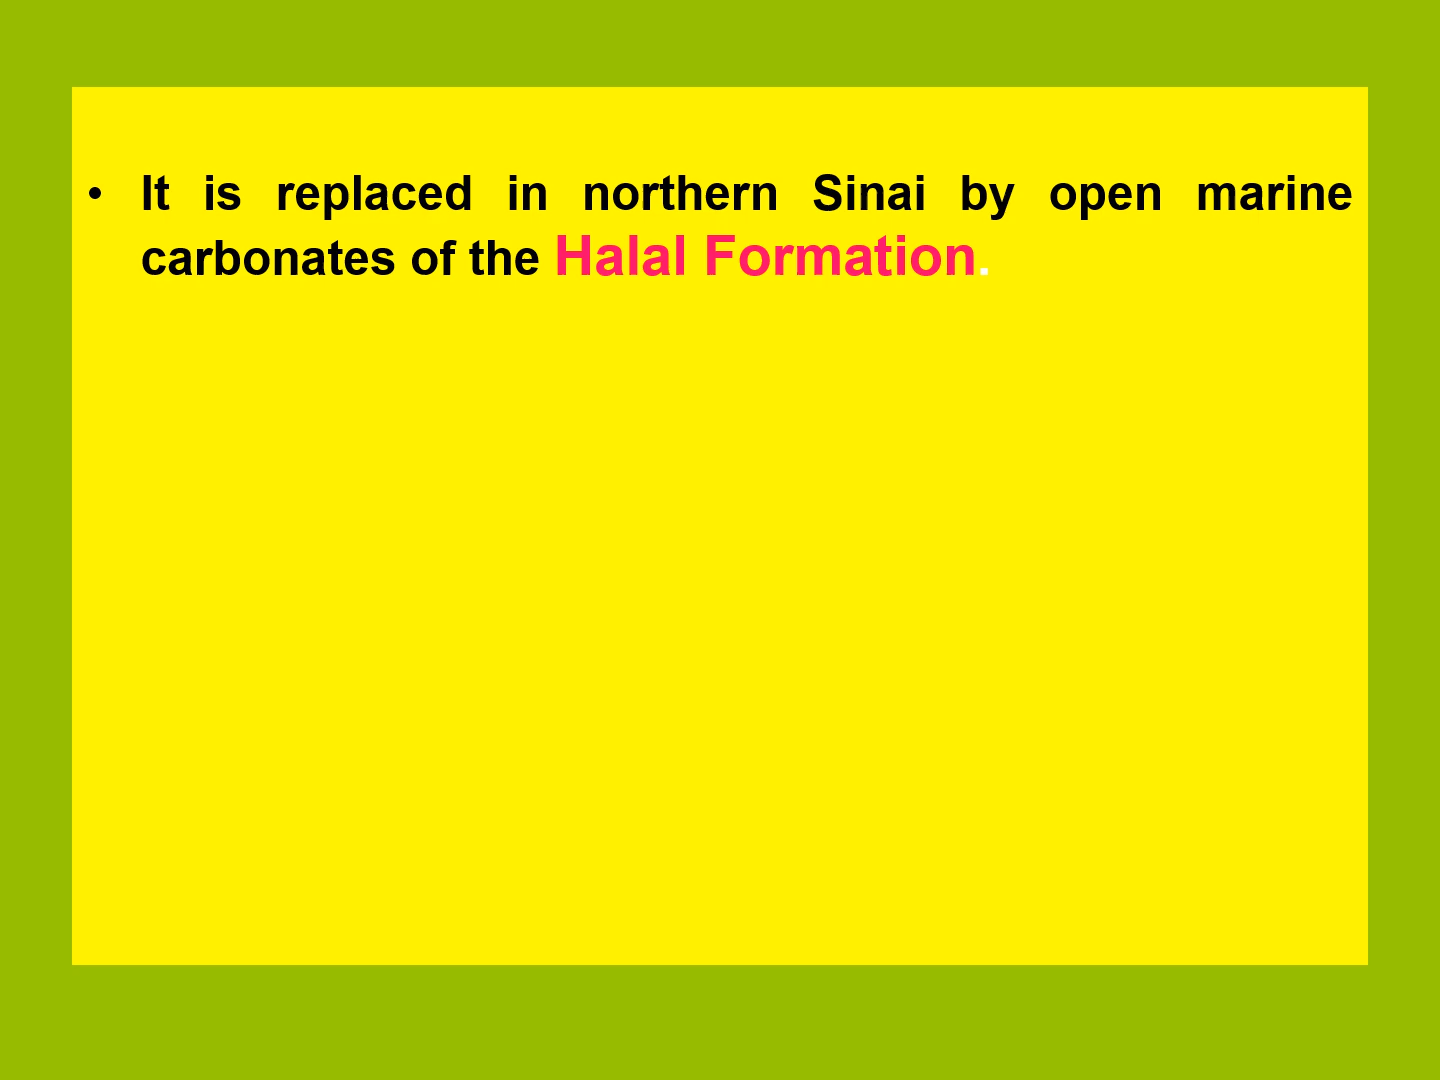 • It is replaced in northern Sinai by open marine
carbonates of the Halal Formation.